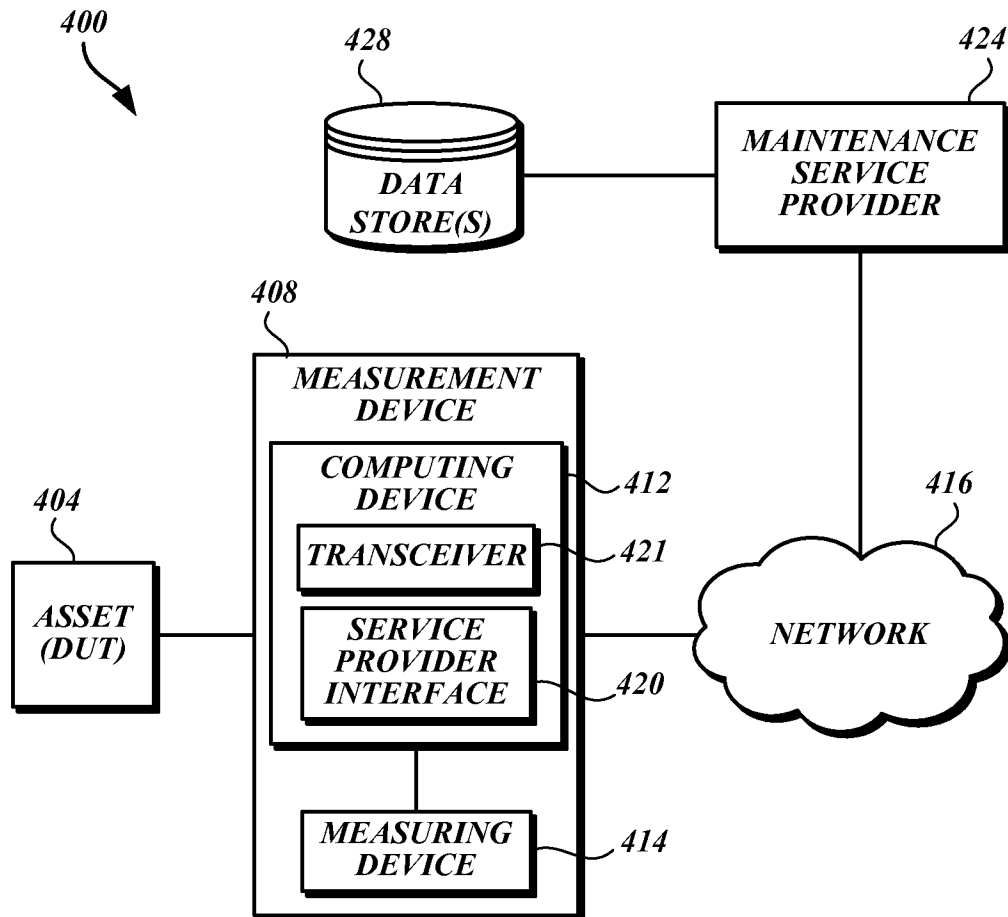 400
428
424
DATA
STORE(S)
MAINTENANCE
SERVICE
PROVIDER
408
MEASUREMENT
DEVICE
COMPUTING
DEVICE
412
TRANSCEIVER
421
SERVICE
PROVIDER
INTERFACE
420
MEASURING
DEVICE
414
404
ASSET
(DUT)
416
NETWORK